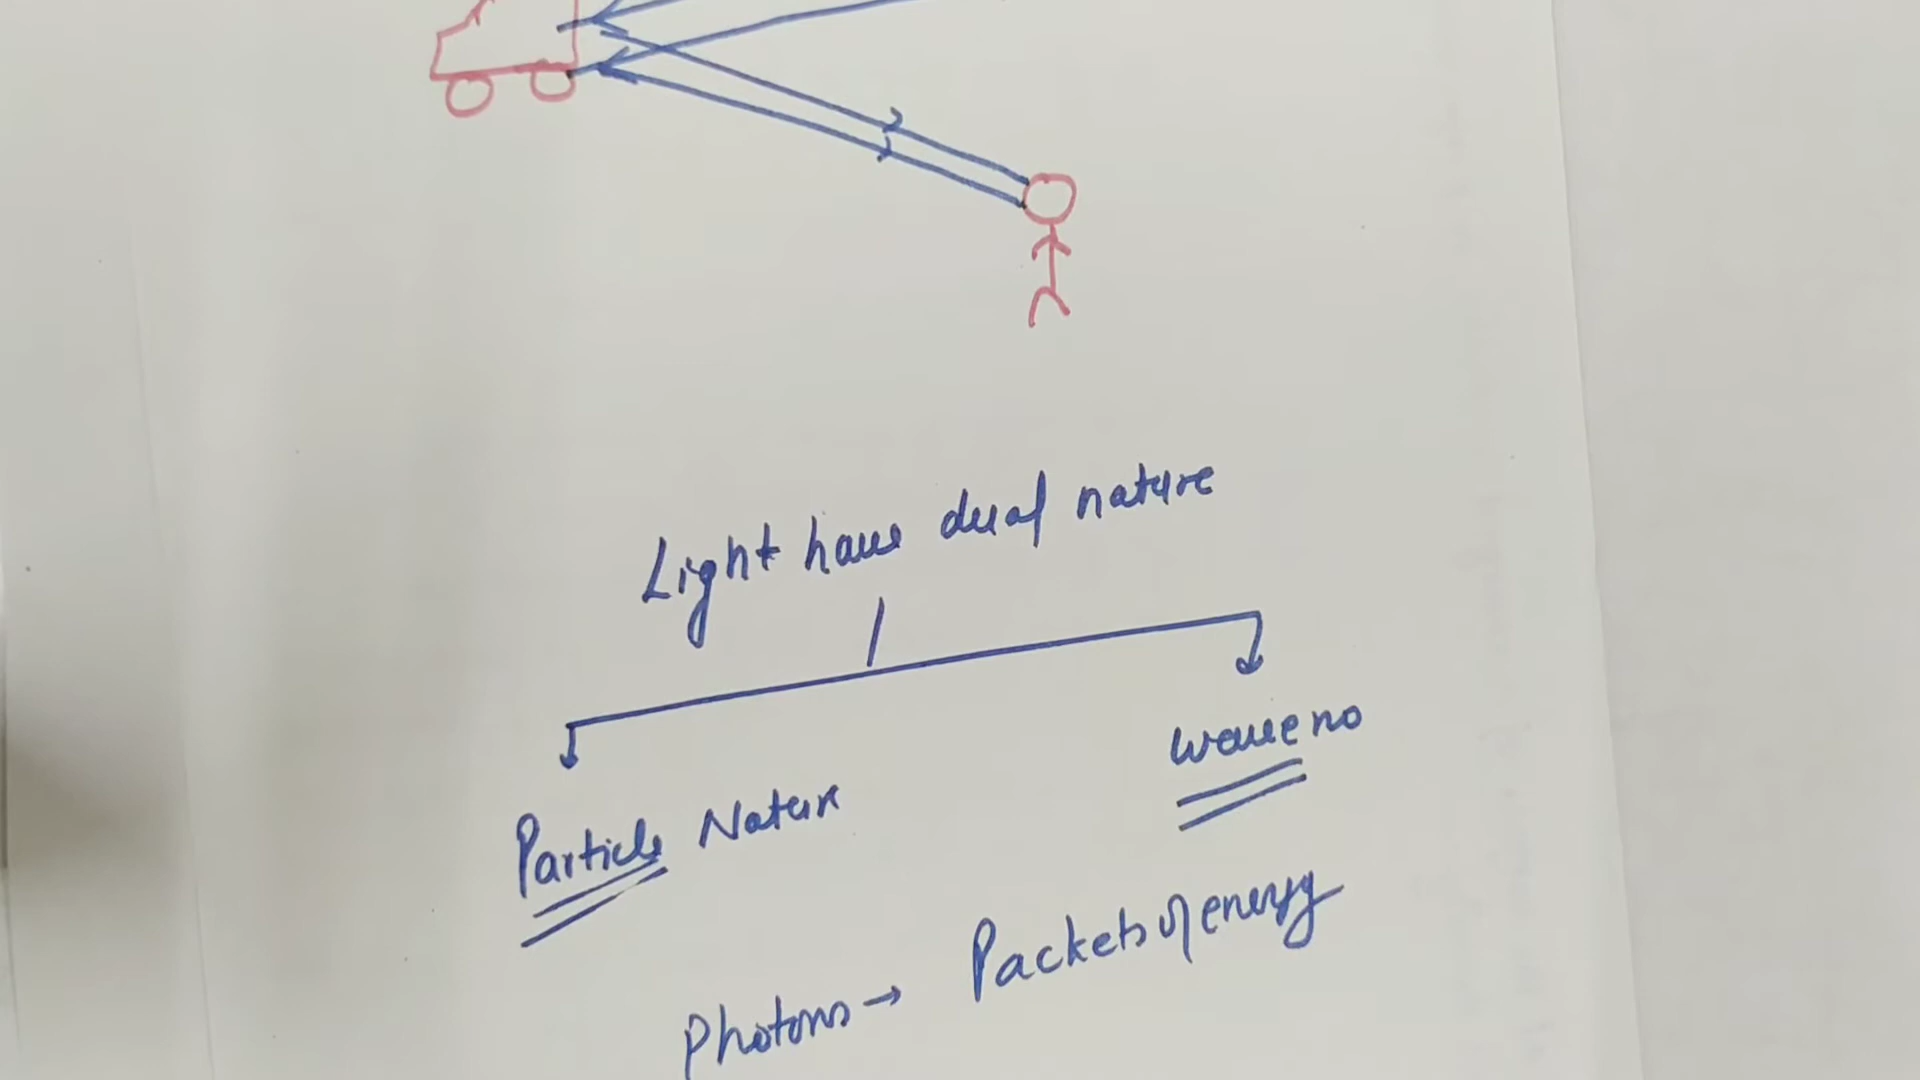 Light have dual nature
Particle Nature
wave no
Photons → Packets of energy